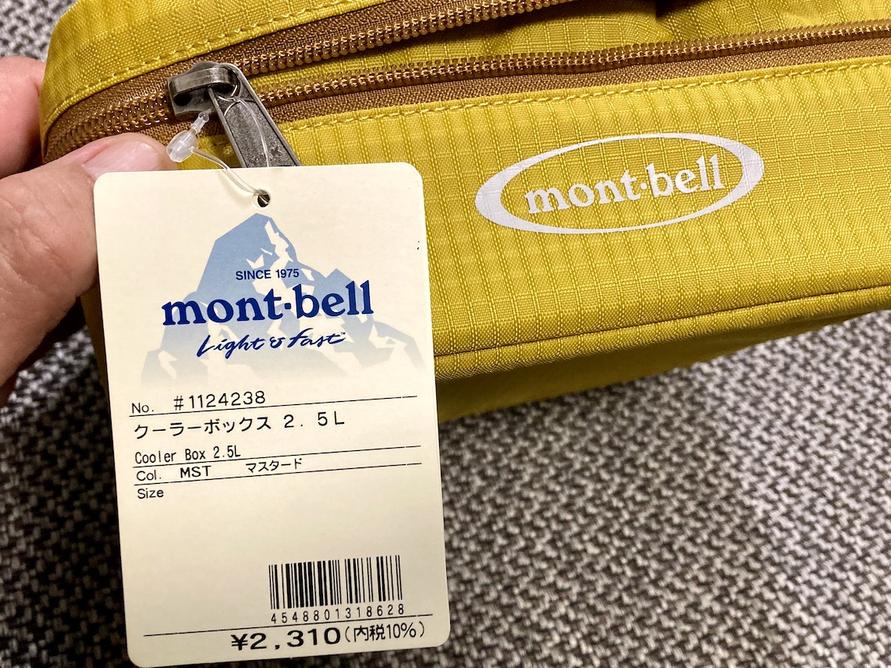 mont·bell
SINCE 1975
mont·bell
Light & Fast
No. #1124238
クーラーボックス 2.5L
Cooler Box 2.5L
Col. MST マスタード
Size
4548801318628
¥2,310(内税10%)